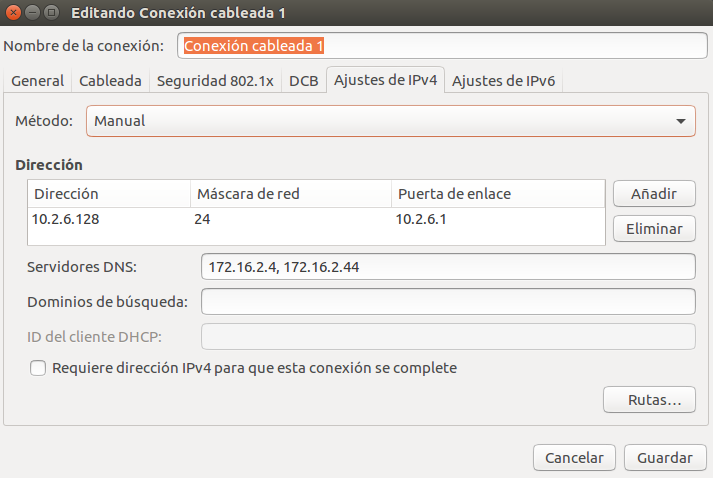 Editando Conexión cableada 1
Nombre de la conexión: Conexión cableada 1
General Cableada Seguridad 802.1x DCB Ajustes de IPv4 Ajustes de IPv6
Método: Manual
Dirección
Dirección Máscara de red Puerta de enlace Añadir
10.2.6.128 24 10.2.6.1
Eliminar
Servidores DNS: 172.16.2.4, 172.16.2.44
Dominios de búsqueda:
ID del cliente DHCP:
Requiere dirección IPv4 para que esta conexión se complete
Rutas...
Cancelar Guardar